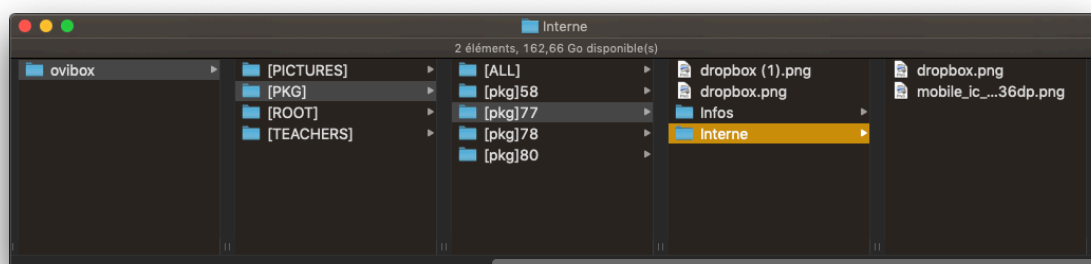 Interne
2 éléments, 162,66 Go disponible(s)
ovibox
[PICTURES]
[PKG]
[ROOT]
[TEACHERS]
[ALL]
[pkg]58
[pkg]77
[pkg]78
[pkg]80
dropbox (1).png
dropbox.png
Infos
Interne
dropbox.png
mobile_ic_...36dp.png